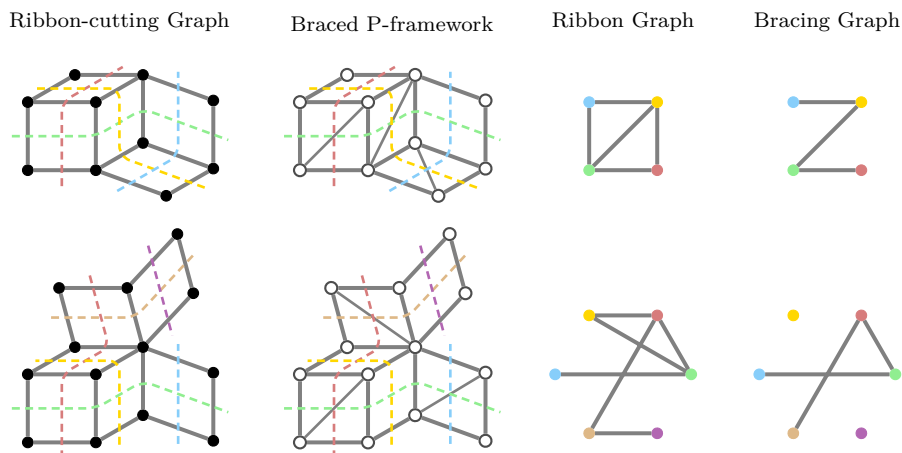 Ribbon-cutting Graph
Braced P-framework
Ribbon Graph
Bracing Graph